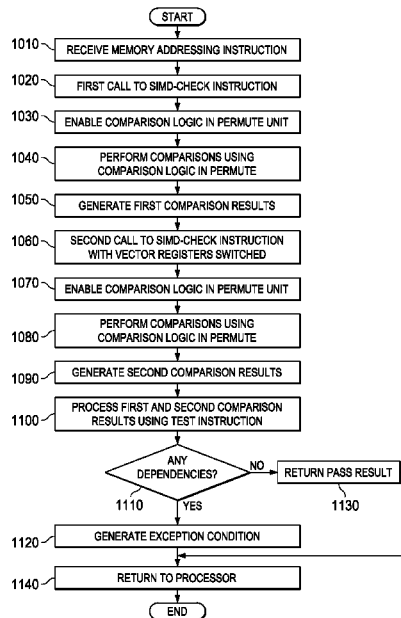 START
1010
RECEIVE MEMORY ADDRESSING INSTRUCTION
1020
FIRST CALL TO SIMD-CHECK INSTRUCTION
1030
ENABLE COMPARISON LOGIC IN PERMUTE UNIT
1040
PERFORM COMPARISONS USING
COMPARISON LOGIC IN PERMUTE
1050
GENERATE FIRST COMPARISON RESULTS
1060
SECOND CALL TO SIMD-CHECK INSTRUCTION
WITH VECTOR REGISTERS SWITCHED
1070
ENABLE COMPARISON LOGIC IN PERMUTE UNIT
1080
PERFORM COMPARISONS USING
COMPARISON LOGIC IN PERMUTE
1090
GENERATE SECOND COMPARISON RESULTS
1100
PROCESS FIRST AND SECOND COMPARISON
RESULTS USING TEST INSTRUCTION
ANY
DEPENDENCIES?
NO
RETURN PASS RESULT
1110
YES
1130
1120
GENERATE EXCEPTION CONDITION
1140
RETURN TO PROCESSOR
END